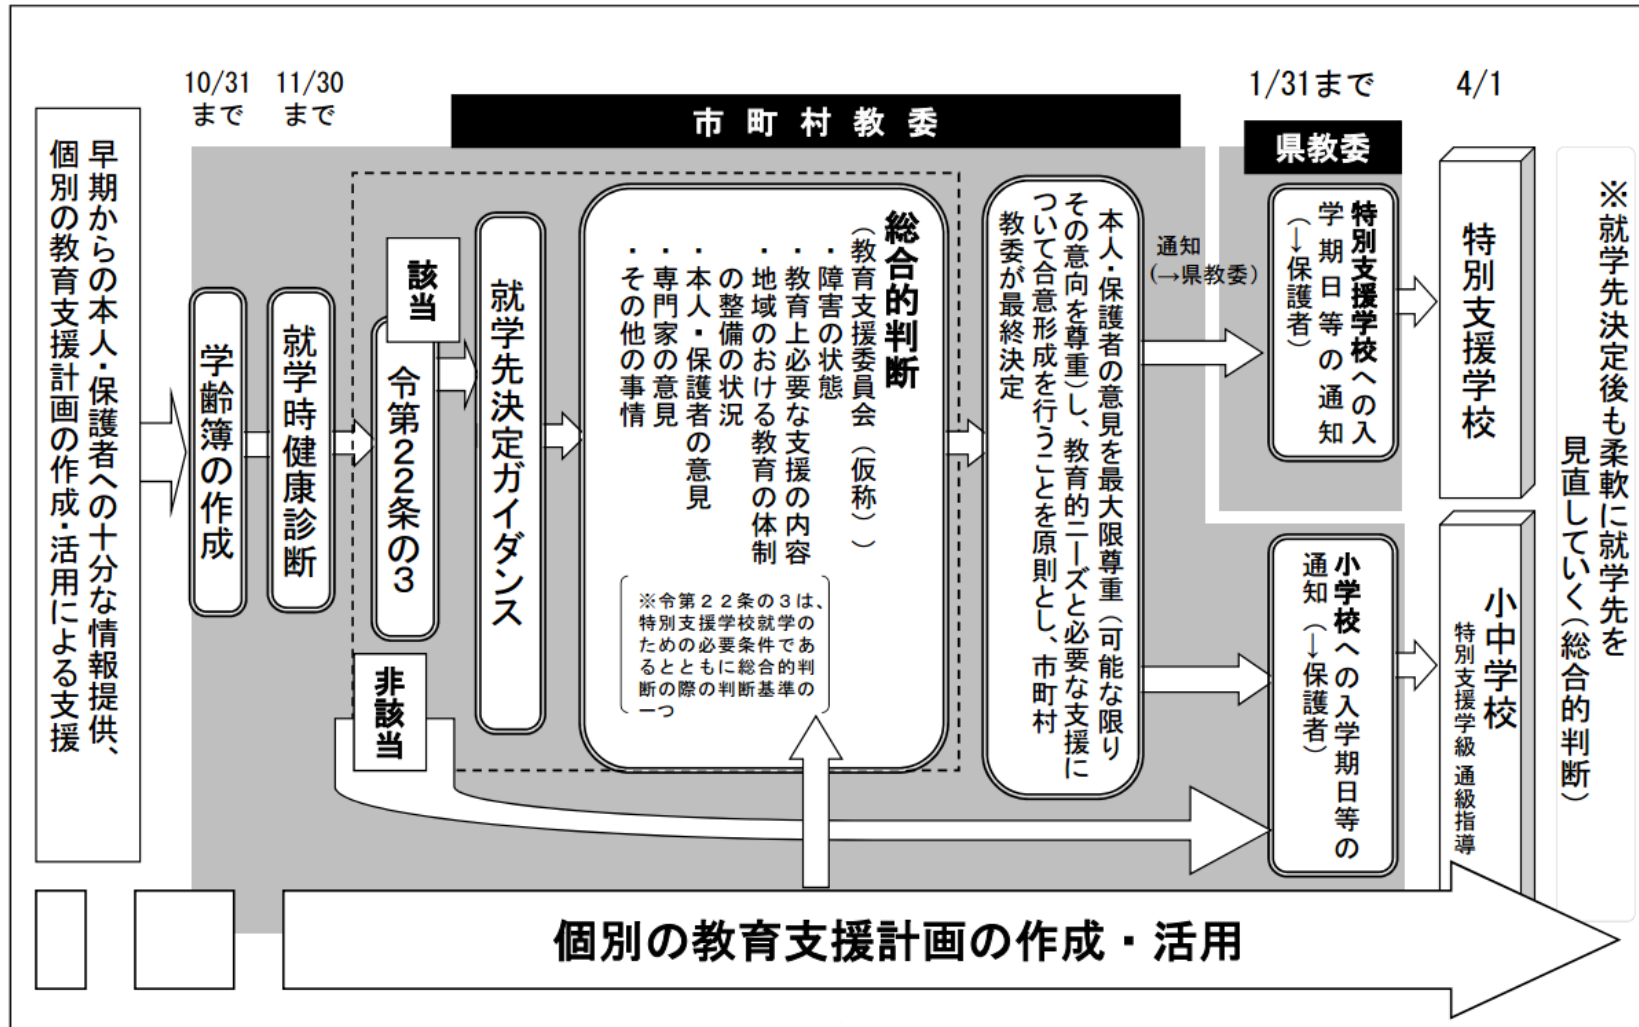 10/31
まで
11/30
まで
市町村教委
1/31まで
県教委
4/1
早期からの本人・保護者への十分な情報提供、
個別の教育支援計画の作成・活用による支援
学齢簿の作成
就学時健康診断
該当
令第22条の3
非該当
就学先決定ガイダンス
総合的判断
（教育支援委員会（仮称））
・障害の状態
・教育上必要な支援の内容
・地域のおける教育の体制
の整備の状況
・本人・保護者の意見
・専門家の意見
・その他の事情
※令第２２条の３は、
特別支援学校就学の
ための必要条件であ
るとともに総合的判
断の際の判断基準の
一つ
本人・保護者の意見を最大限尊重（可能な限り
その意向を尊重）し、教育的ニーズと必要な支援に
ついて合意形成を行うことを原則とし、市町村
教委が最終決定
通知
(→県教委)
特別支援学校への入
学期日等の通知
（→保護者）
小学校への入学期日等の
通知（→保護者）
特別支援学校
小中学校
特別支援学級 通級指導
※就学先決定後も柔軟に就学先を
見直していく（総合的判断）
個別の教育支援計画の作成・活用